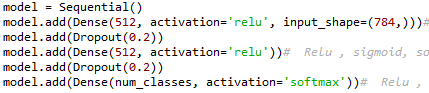 model = Sequential()
model.add(Dense(512, activation='relu', input_shape=(784,)))#
model.add(Dropout(0.2))
model.add(Dense(512, activation='relu'))#  Relu , sigmoid, so
model.add(Dropout(0.2))
model.add(Dense(num_classes, activation='softmax'))#  Relu ,